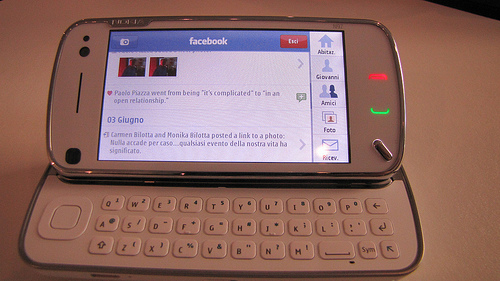 NOKIA
facebook
Esci
Abitaz.
Giovanni
Paolo Piazza went from being "it's complicated" to "in an
open relationship."
Amici
03 Giugno
Foto
Carmen Bilotta and Monika Bilotta posted a link to a photo:
Nulla accade per caso...qualsiasi evento della nostra vita ha
significato.
Ricev.
Q W E R T Y U I O P
A S D F G H J K L
Z X C V B N M Sym